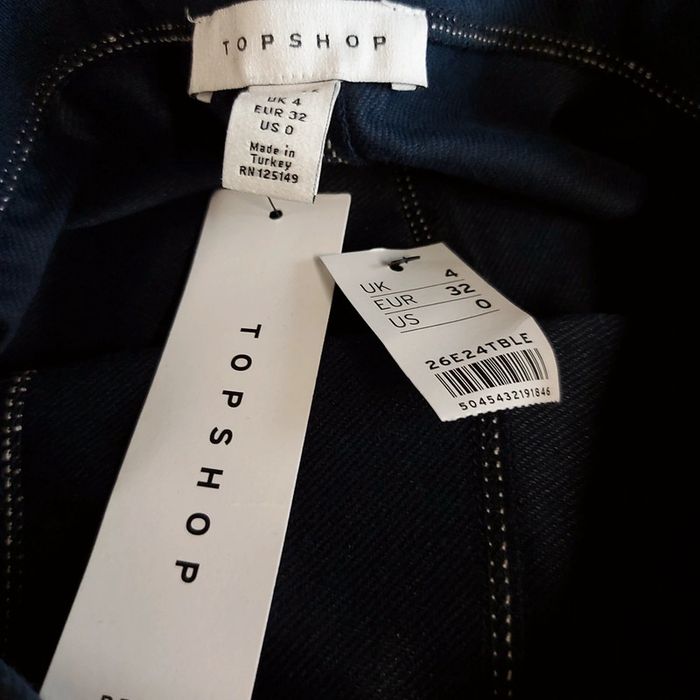 TOPSHOP
UK 4
EUR 32
US 0
Made in
Turkey
RN 125149
TOPSHOP
UK 4
EUR 32
US 0
26E24TBLE
5045432191846